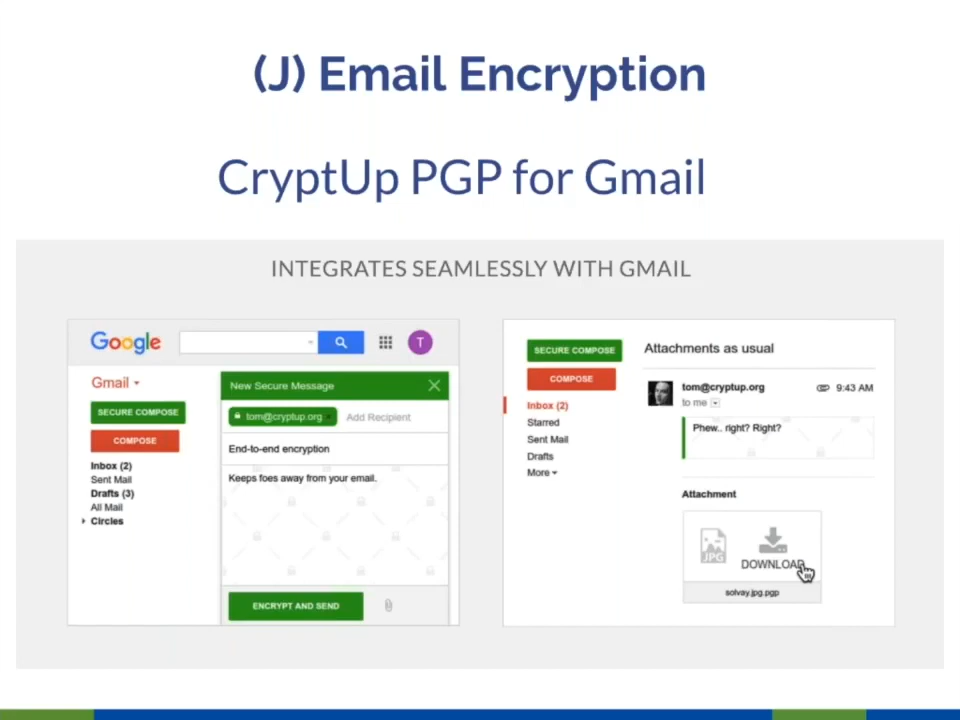 (J) Email Encryption
CryptUp PGP for Gmail
INTEGRATES SEAMLESSLY WITH GMAIL
Google
T
Gmail
SECURE COMPOSE
COMPOSE
Inbox (2)
Sent Mail
Drafts (3)
All Mail
Circles
New Secure Message
tom@cryptup.org × Add Recipient
End-to-end encryption
Keeps foes away from your email.
ENCRYPT AND SEND
SECURE COMPOSE
COMPOSE
Inbox (2)
Starred
Sent Mail
Drafts
More
Attachments as usual
tom@cryptup.org 9:43 AM
to me
Phew.. right? Right?
Attachment
JPG
DOWNLOAD
solvay.jpg.pgp